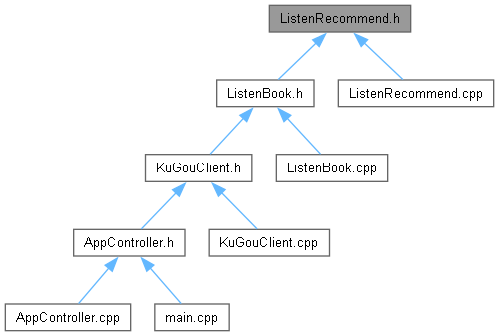 ListenRecommend.h
ListenBook.h
ListenRecommend.cpp
KuGouClient.h
ListenBook.cpp
AppController.h
KuGouClient.cpp
AppController.cpp
main.cpp